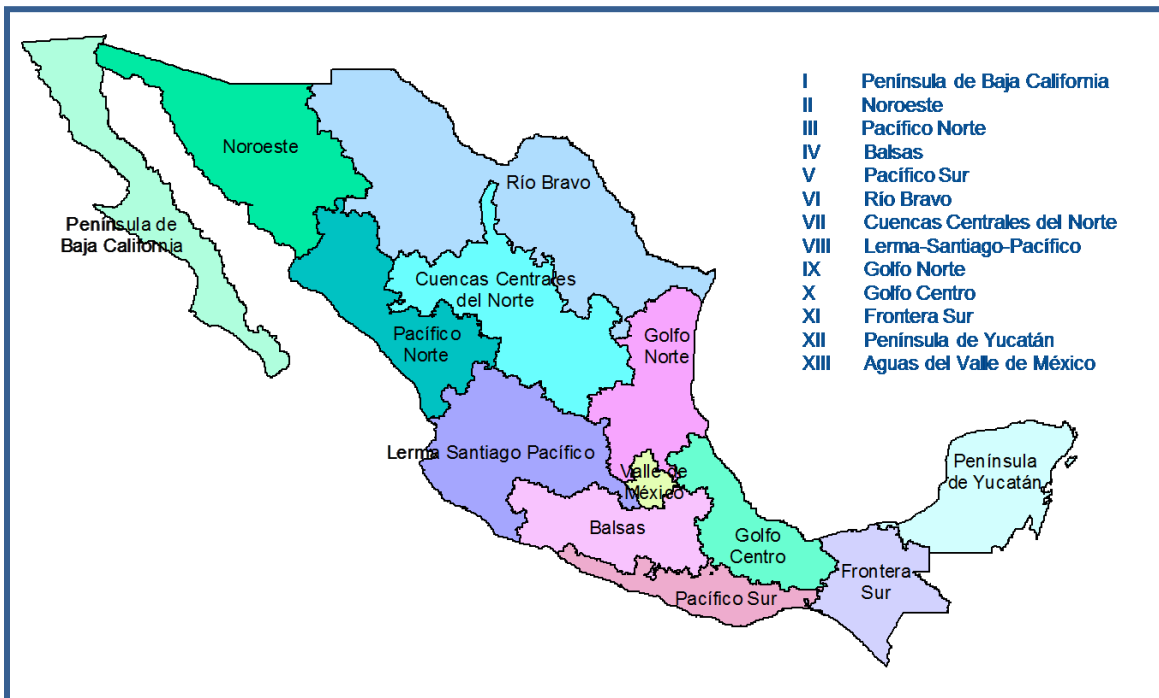 Noroeste
Río Bravo
Península de
Baja California
Cuencas Centrales
del Norte
Pacífico
Norte
Golfo
Norte
Lerma Santiago Pacífico
Valle de
México
Península
de Yucatán
Balsas
Golfo
Centro
Frontera
Sur
Pacífico Sur
I Península de Baja California
II Noroeste
III Pacífico Norte
IV Balsas
V Pacífico Sur
VI Río Bravo
VII Cuencas Centrales del Norte
VIII Lerma-Santiago-Pacífico
IX Golfo Norte
X Golfo Centro
XI Frontera Sur
XII Península de Yucatán
XIII Aguas del Valle de México